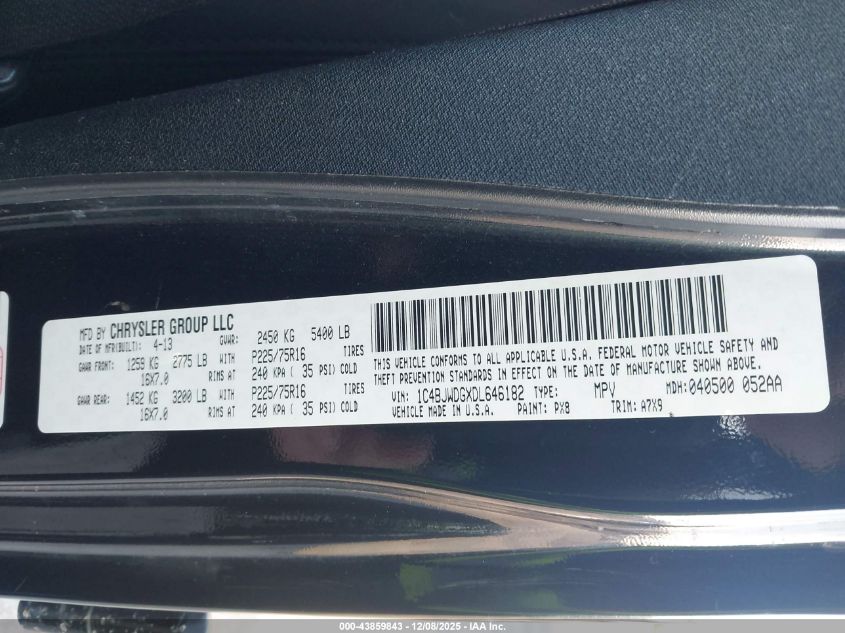 MFD BY CHRYSLER GROUP LLC
DATE OF MFR(BUILT): 4-13 GVWR: 2450 KG 5400 LB
GAWR FRONT: 1259 KG 2775 LB WITH P225/75R16 TIRES
16X7.0 RIMS AT 240 KPA ( 35 PSI) COLD
GAWR REAR: 1452 KG 3200 LB WITH P225/75R16 TIRES
16X7.0 RIMS AT 240 KPA ( 35 PSI) COLD
THIS VEHICLE CONFORMS TO ALL APPLICABLE U.S.A. FEDERAL MOTOR VEHICLE SAFETY AND
THEFT PREVENTION STANDARDS IN EFFECT ON THE DATE OF MANUFACTURE SHOWN ABOVE.
VIN: 1C4BJWDGXDL646182 TYPE: MPV MDH:040500 052AA
VEHICLE MADE IN U.S.A. PAINT: PX8 TRIM: A7X9
000-43859843 - 12/08/2025 - IAA Inc.